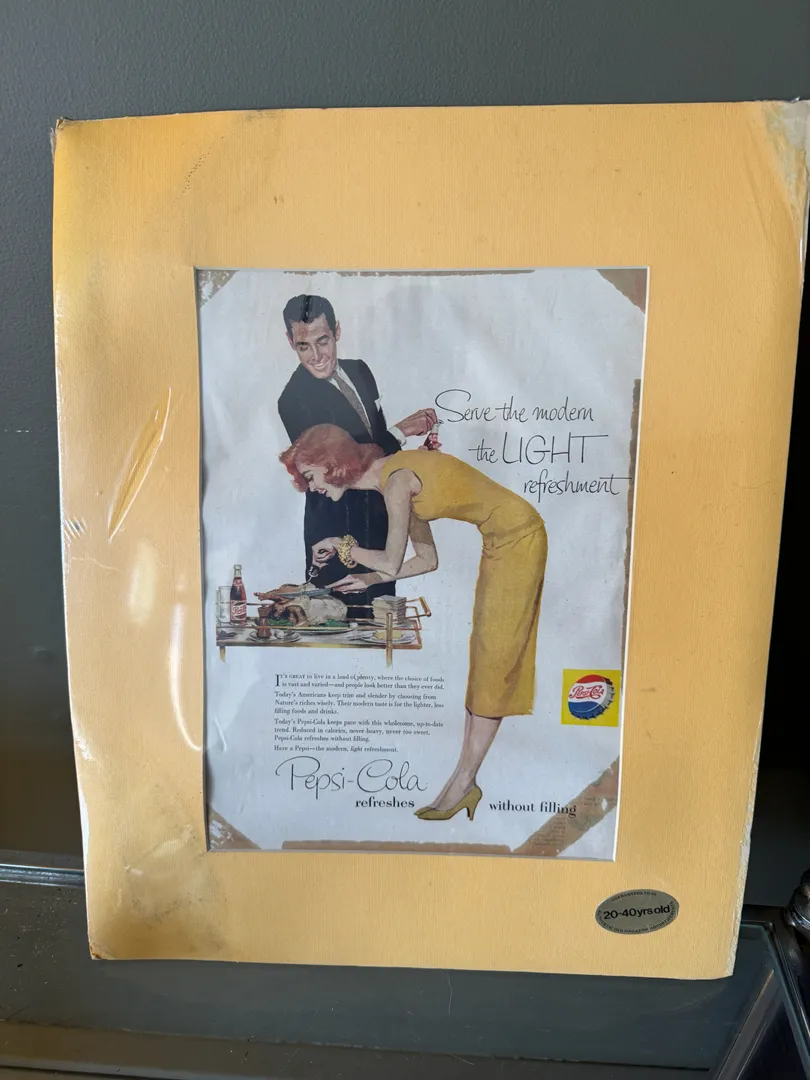 Serve the modern
the LIGHT
refreshment
IT'S GREAT to live in a land of plenty, where the choice of foods
is vast and varied—and people look better than they ever did.
Today's Americans keep trim and slender by choosing from
Nature's riches wisely. Their modern taste is for the lighter, less
filling foods and drinks.
Today's Pepsi-Cola keeps pace with this wholesome, up-to-date
trend. Reduced in calories, never heavy, never too sweet.
Pepsi-Cola refreshes without filling.
Have a Pepsi—the modern, light refreshment.
Pepsi-Cola
Pepsi-Cola
refreshes without filling
20-40yrs old